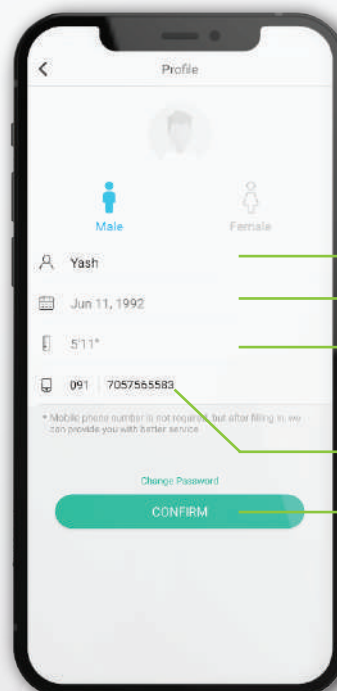 Profile
Male
Female
Yash
Jun 11, 1992
5'11"
091 7057565583
* Mobile phone number is not required, but after filling in, we
can provide you with better service
Change Password
CONFIRM